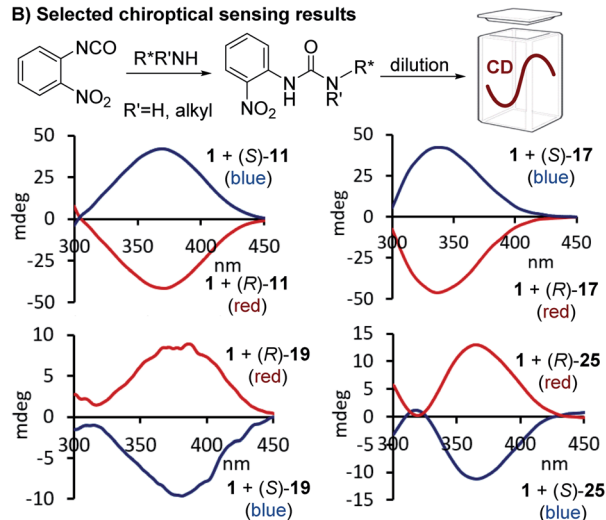 B) Selected chiroptical sensing results
NCO
NO2
R*R'NH
R'=H, alkyl
O
R*
N
H
N
R'
NO2
dilution
CD
50
25
0
-25
-50
mdeg
300 350 400 450
nm
1 + (S)-11
(blue)
1 + (R)-11
(red)
50
25
0
-25
-50
mdeg
300 350 400 450
nm
1 + (S)-17
(blue)
1 + (R)-17
(red)
10
5
0
-5
-10
mdeg
300 350 400 450
nm
1 + (R)-19
(red)
1 + (S)-19
(blue)
15
10
5
0
-5
-10
-15
mdeg
300 350 400 450
nm
1 + (R)-25
(red)
1 + (S)-25
(blue)